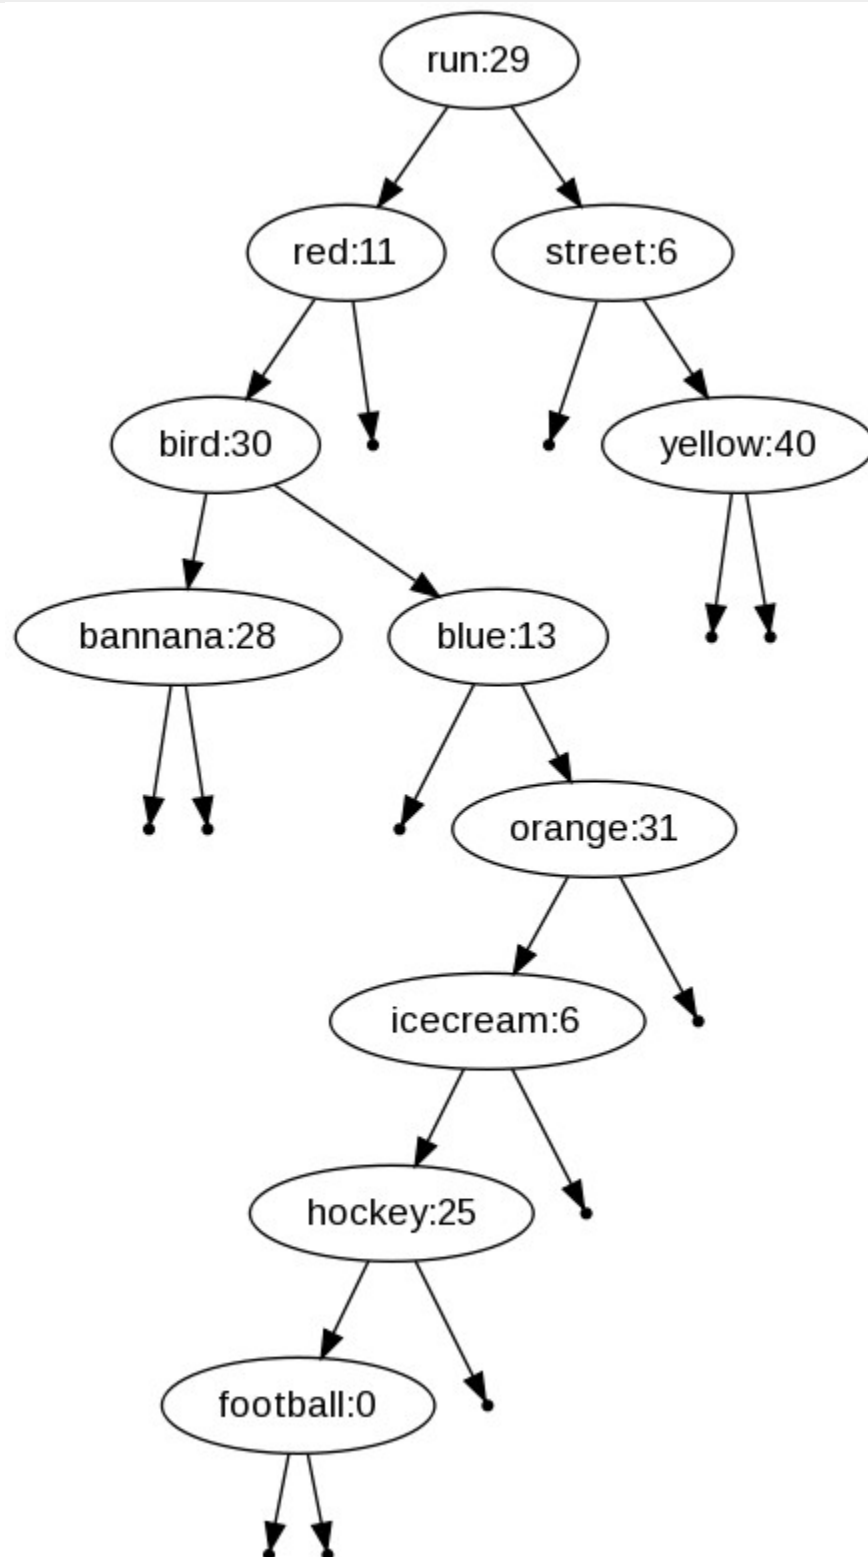 run:29
red:11
street:6
bird:30
yellow:40
bannana:28
blue:13
orange:31
icecream:6
hockey:25
football:0